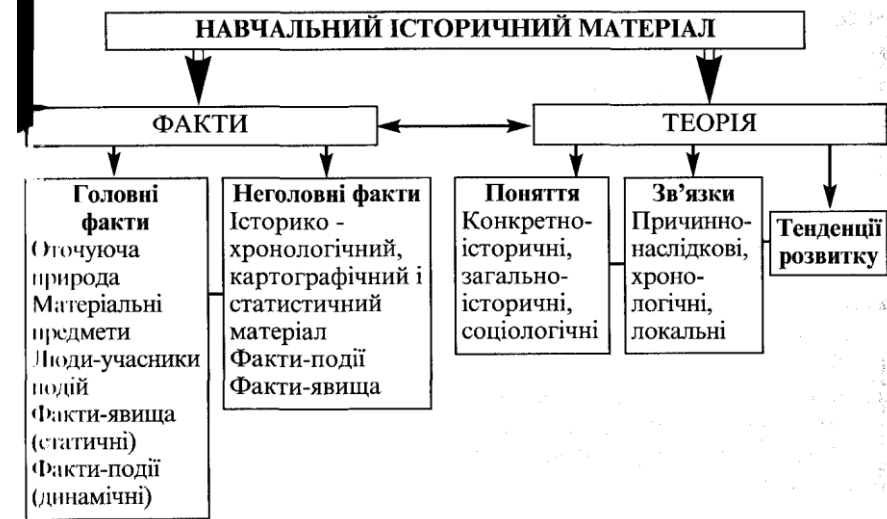 НАВЧАЛЬНИЙ ІСТОРИЧНИЙ МАТЕРІАЛ
ФАКТИ
ТЕОРІЯ
Головні
факти
Оточуюча
природа
Матеріальні
предмети
Люди-учасники
подій
Факти-явища
(статичні)
Факти-події
(динамічні)
Неголовні факти
Історико -
хронологічний,
картографічний і
статистичний
матеріал
Факти-події
Факти-явища
Поняття
Конкретно-
історичні,
загально-
історичні,
соціологічні
Зв’язки
Причинно-
наслідкові,
хроно-
логічні,
локальні
Тенденції
розвитку